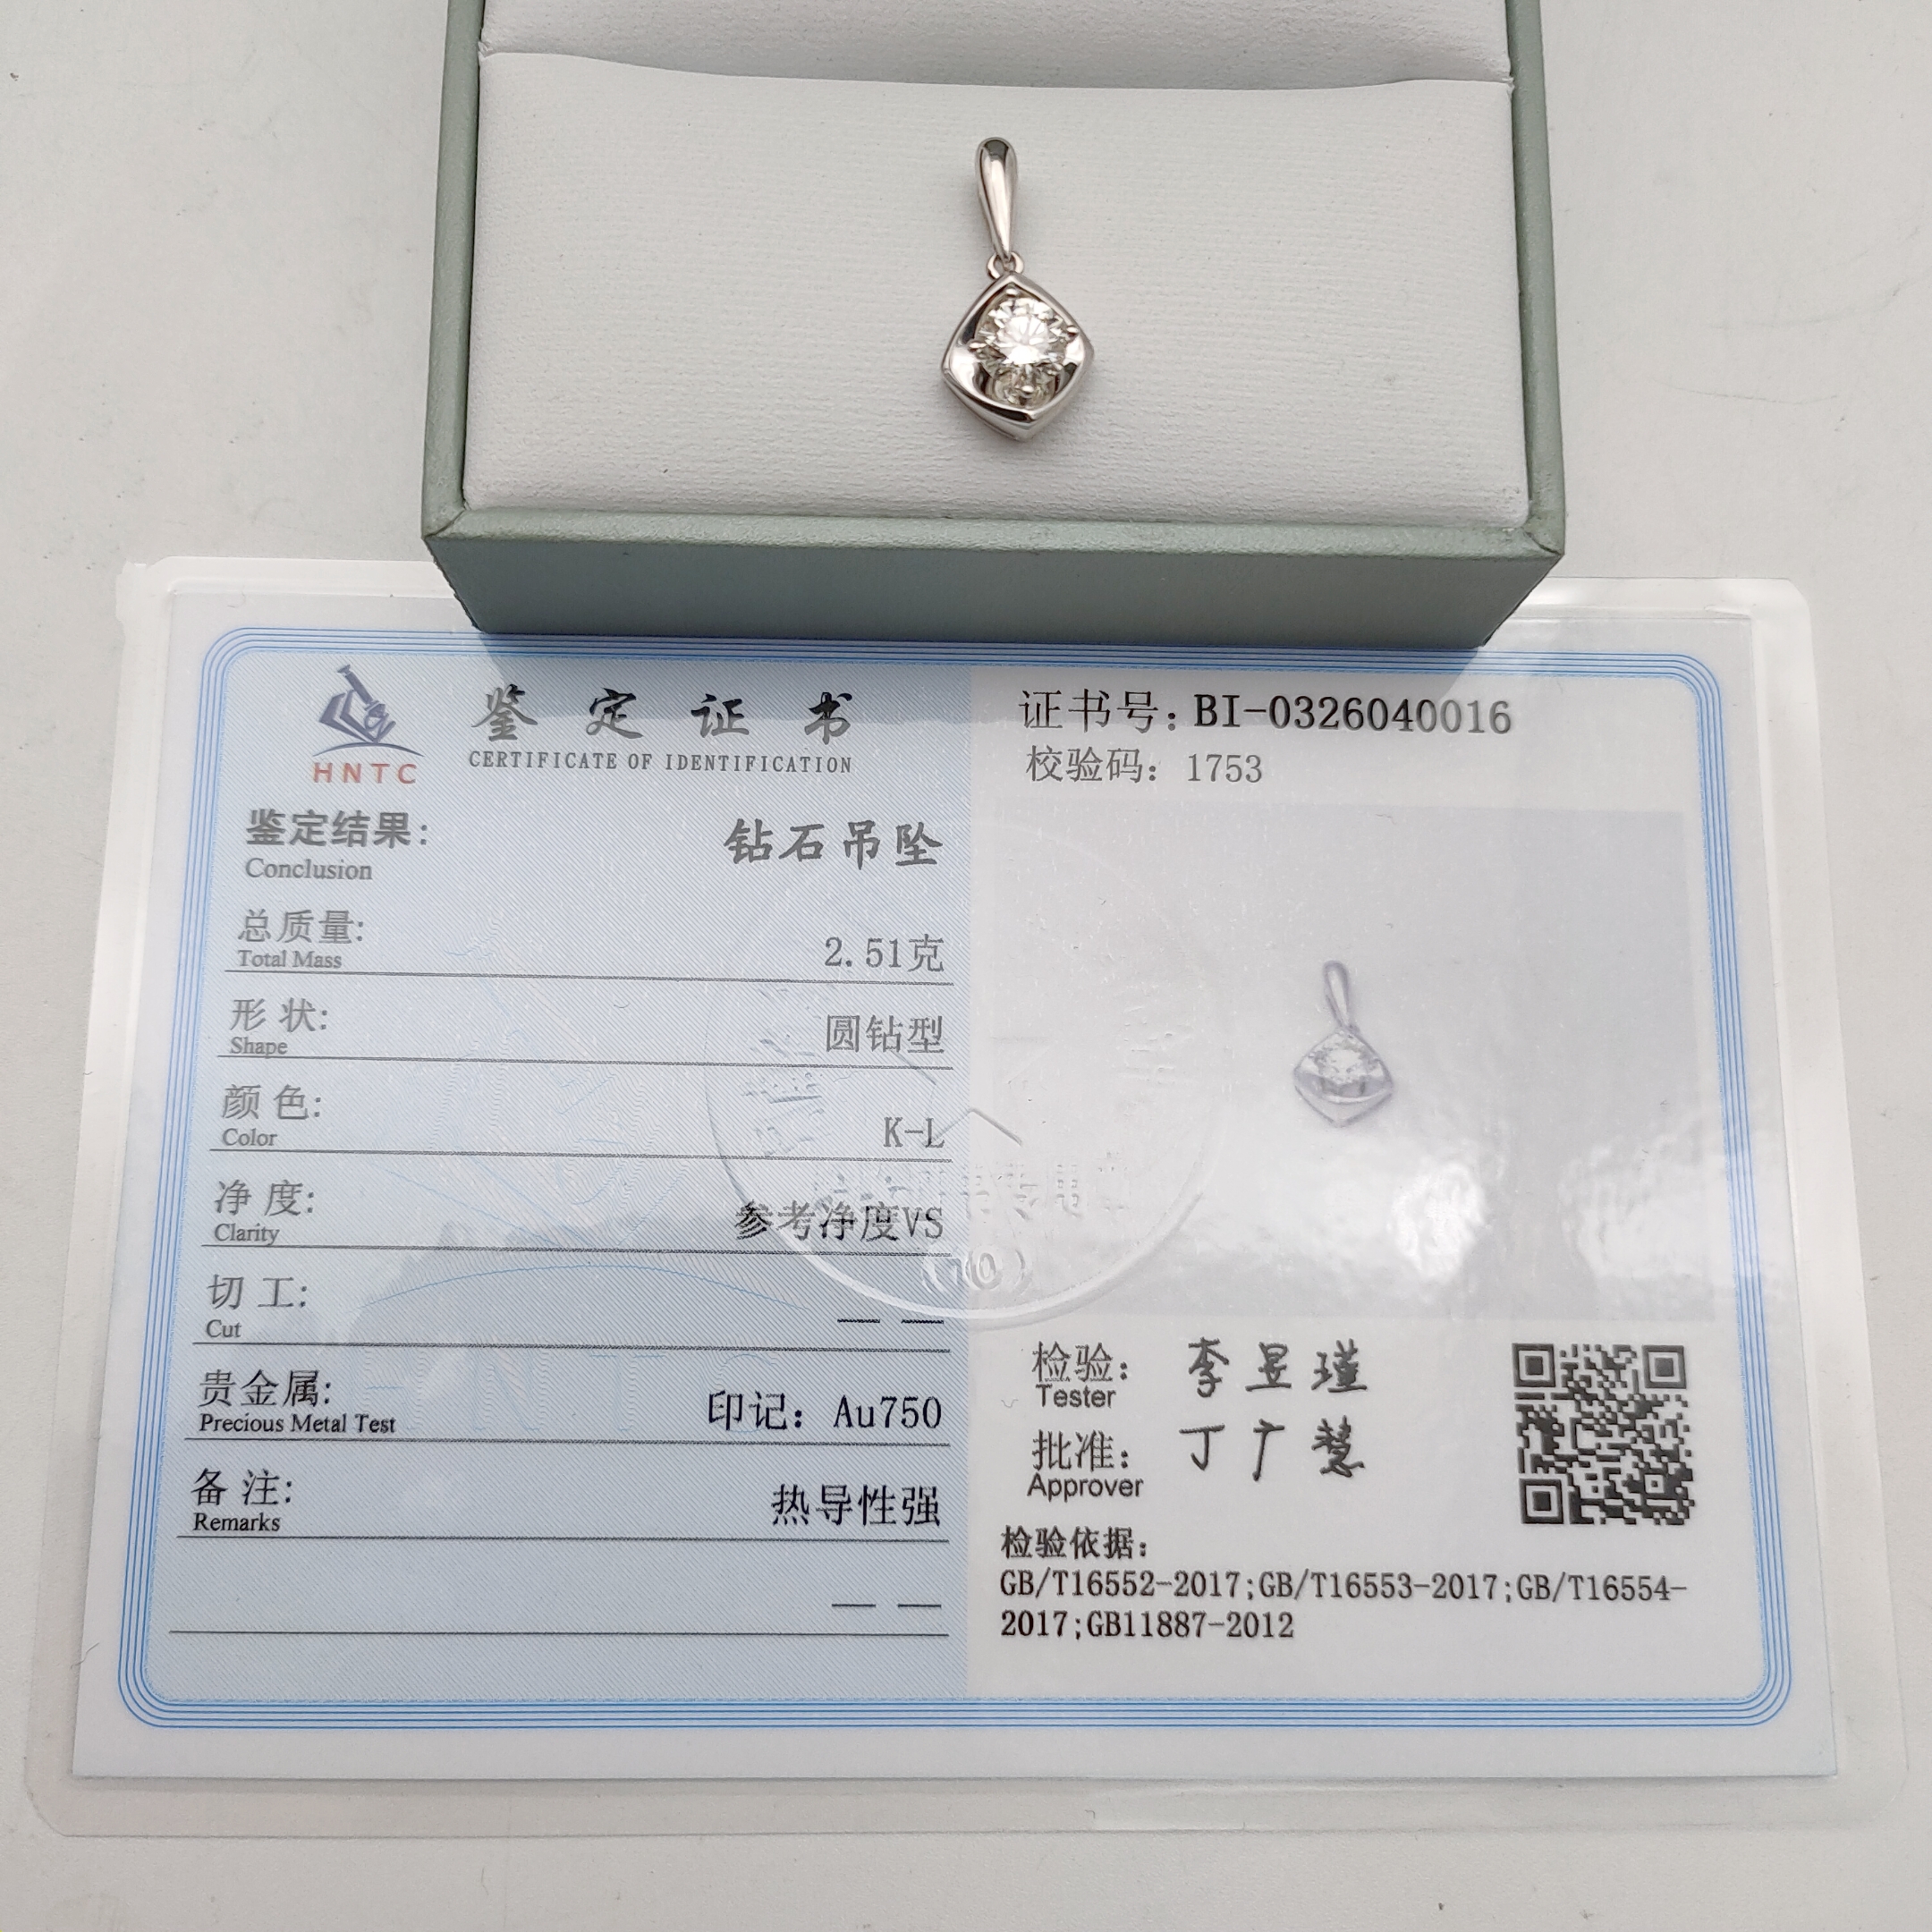 HNTC
鉴定证书
CERTIFICATE OF IDENTIFICATION
鉴定结果:
Conclusion
钻石吊坠
总质量:
Total Mass
2.51克
形状:
Shape
圆钻型
颜色:
Color
K-L
净度:
Clarity
参考净度VS
切工:
Cut
— —
贵金属:
Precious Metal Test
印记: Au750
备注:
Remarks
热导性强
— —
证书号: BI-0326040016
校验码: 1753
(10)
检验:
Tester
李昱瑾
批准:
Approver
丁广慧
检验依据:
GB/T16552-2017;GB/T16553-2017;GB/T16554-
2017;GB11887-2012